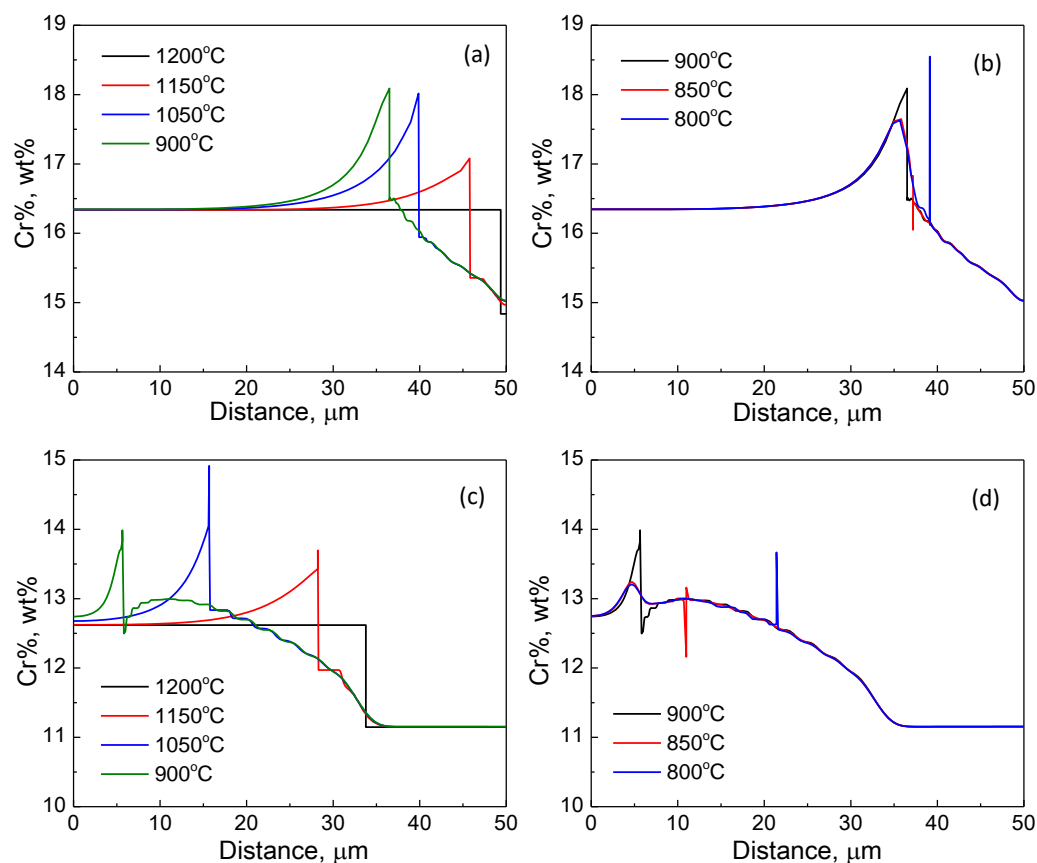 (a)
1200°C
1150°C
1050°C
900°C
Cr%, wt%
19
18
17
16
15
14
0 10 20 30 40 50
Distance, μm
(b)
900°C
850°C
800°C
Cr%, wt%
19
18
17
16
15
14
0 10 20 30 40 50
Distance, μm
(c)
1200°C
1150°C
1050°C
900°C
Cr%, wt%
15
14
13
12
11
10
0 10 20 30 40 50
Distance, μm
(d)
900°C
850°C
800°C
Cr%, wt%
15
14
13
12
11
10
0 10 20 30 40 50
Distance, μm